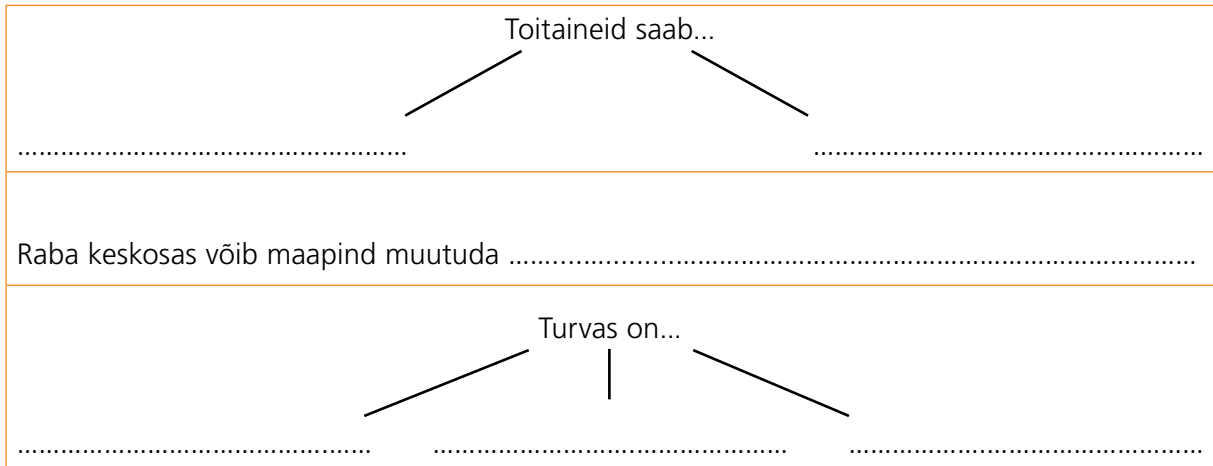 Toitaineid saab...
.......................................................  .......................................................
Raba keskosas võib maapind muutuda ................................................................................................
Turvas on...
..................................................  ..................................................  ..................................................